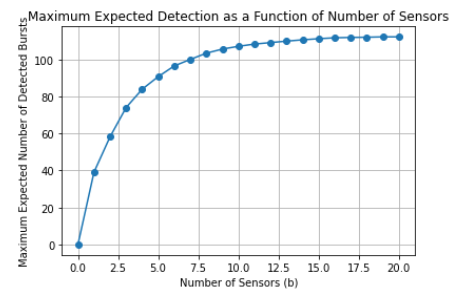 Maximum Expected Detection as a Function of Number of Sensors
Maximum Expected Number of Detected Bursts
100
80
60
40
20
0
0.0 2.5 5.0 7.5 10.0 12.5 15.0 17.5 20.0
Number of Sensors (b)